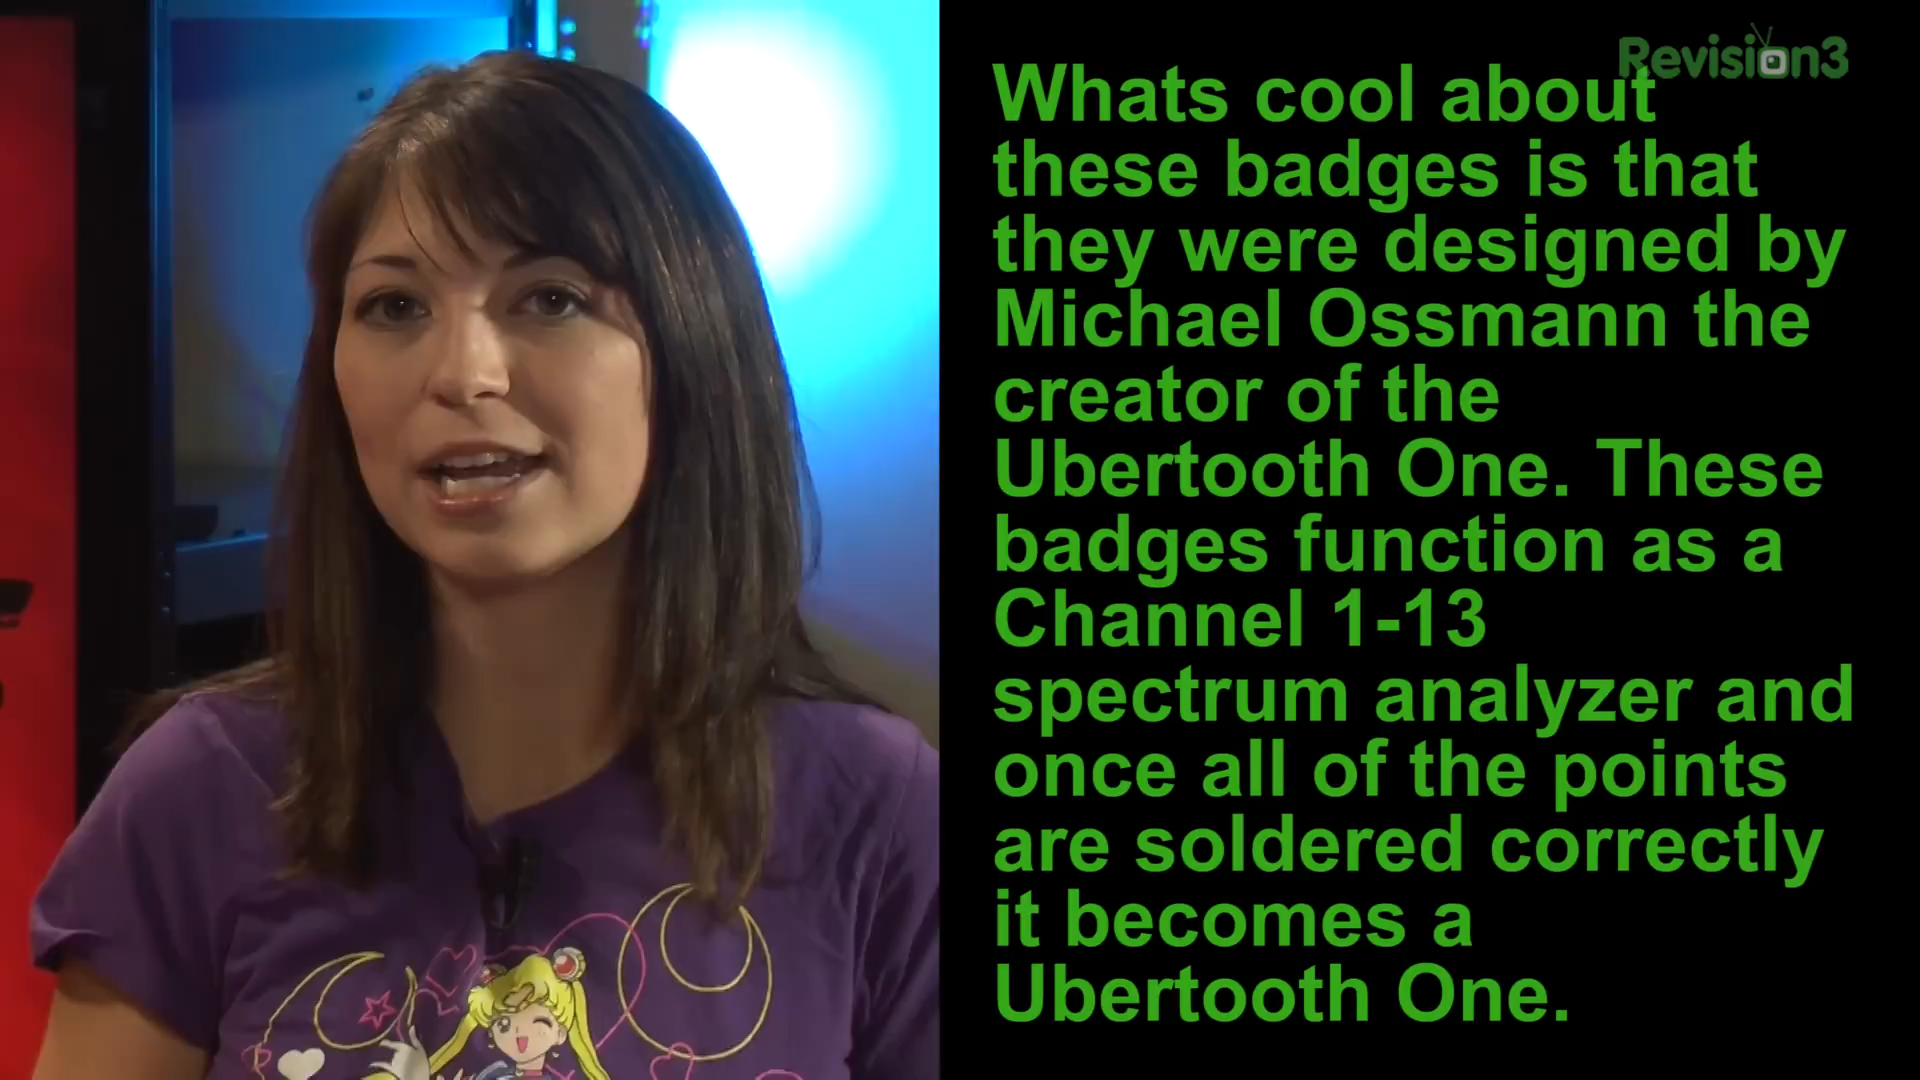 Revision3
Whats cool about
these badges is that
they were designed by
Michael Ossmann the
creator of the
Ubertooth One. These
badges function as a
Channel 1-13
spectrum analyzer and
once all of the points
are soldered correctly
it becomes a
Ubertooth One.